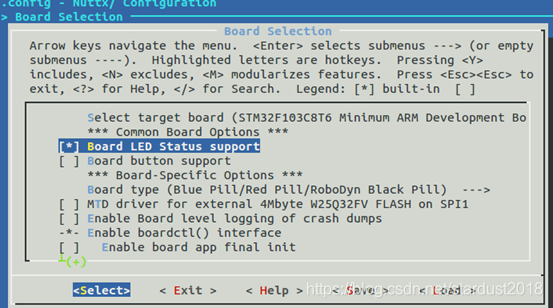 .config - Nuttx/ Configuration
> Board Selection
Board Selection
Arrow keys navigate the menu. <Enter> selects submenus ---> (or empty
submenus ----). Highlighted letters are hotkeys. Pressing <Y>
includes, <N> excludes, <M> modularizes features. Press <Esc><Esc> to
exit, <?> for Help, </> for Search. Legend: [*] built-in [ ]
Select target board (STM32F103C8T6 Minimum ARM Development Bo
*** Common Board Options ***
[*] Board LED Status support
[ ] Board button support
*** Board-Specific Options ***
Board type (Blue Pill/Red Pill/RoboDyn Black Pill) --->
[ ] MTD driver for external 4Mbyte W25Q32FV FLASH on SPI1
[ ] Enable Board level logging of crash dumps
-*- Enable boardctl() interface
[ ] Enable board app final init
(+)
<Select> < Exit > < Help > < Save > < Load >
https://blog.csdn.net/stardust2018